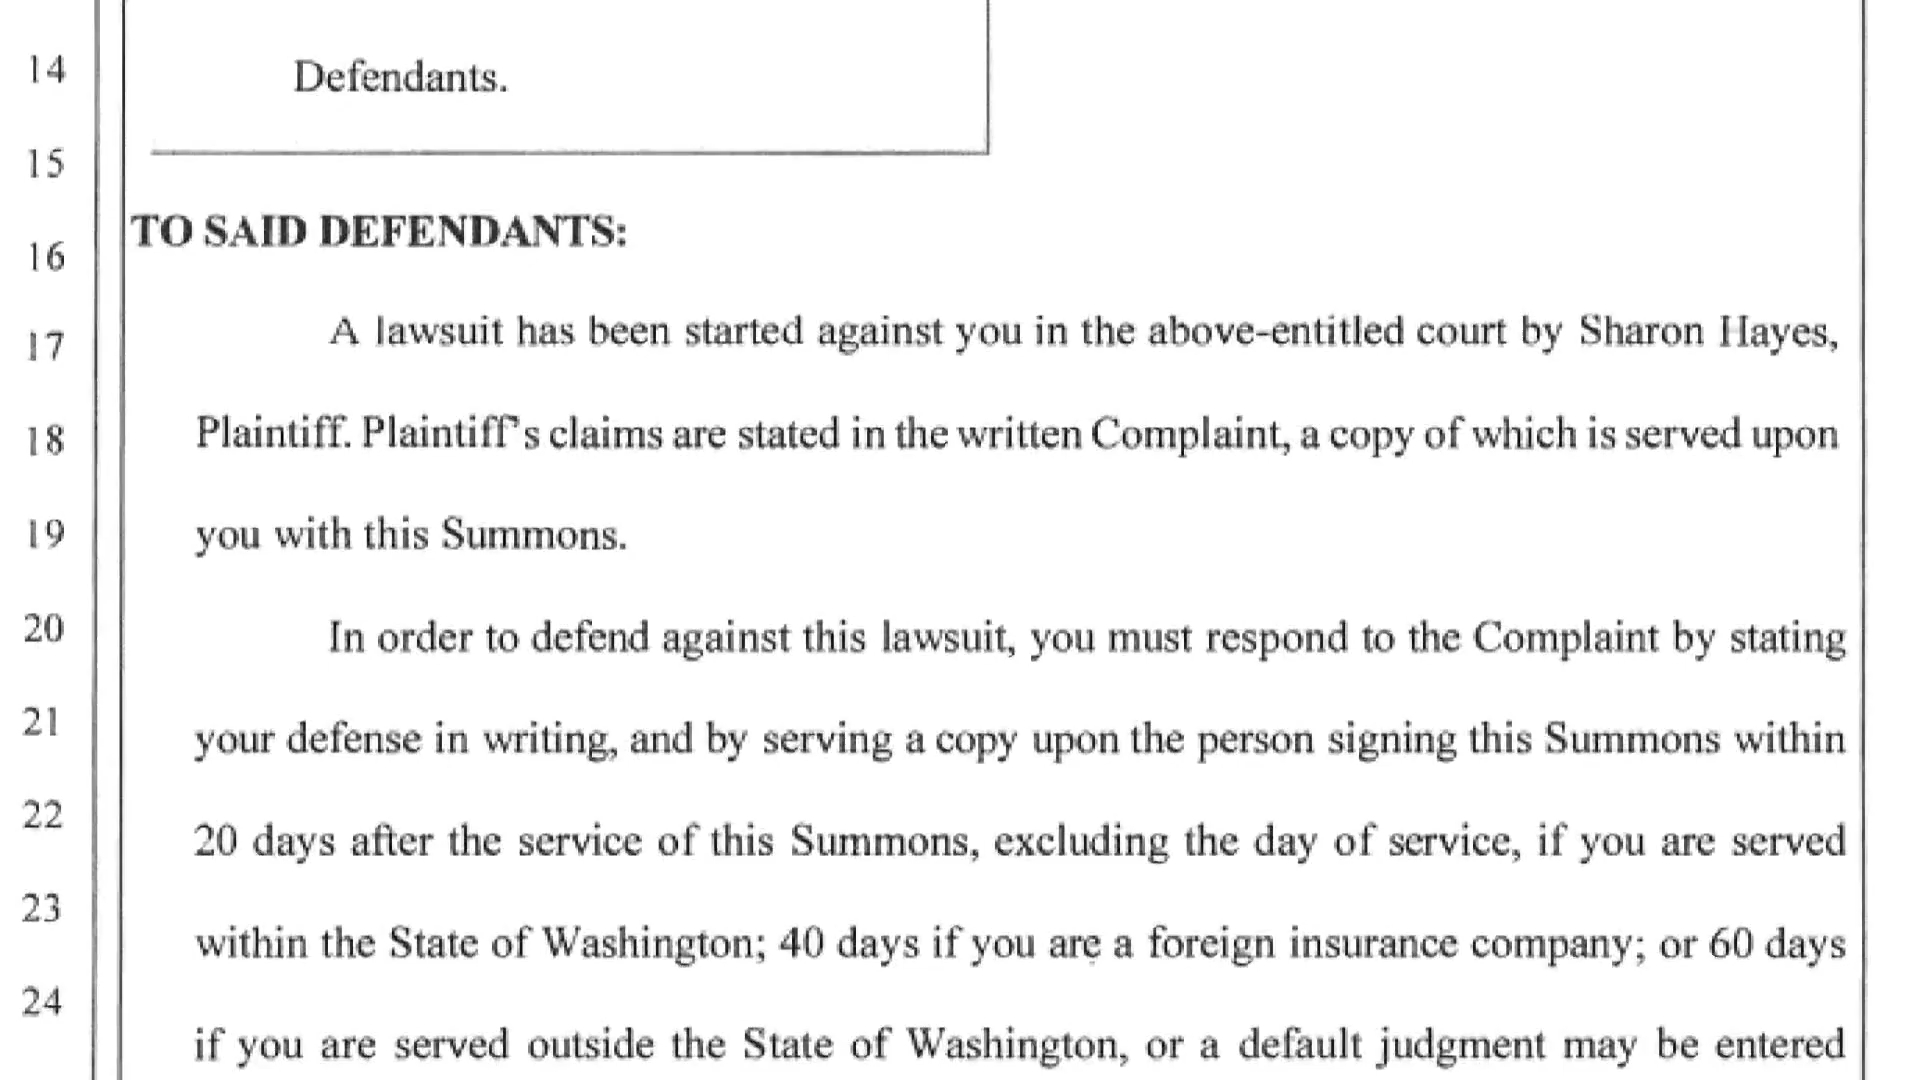 14 Defendants.
15
TO SAID DEFENDANTS:
16
17 A lawsuit has been started against you in the above-entitled court by Sharon Hayes,
18 Plaintiff. Plaintiff's claims are stated in the written Complaint, a copy of which is served upon
19 you with this Summons.
20 In order to defend against this lawsuit, you must respond to the Complaint by stating
21 your defense in writing, and by serving a copy upon the person signing this Summons within
22 20 days after the service of this Summons, excluding the day of service, if you are served
23 within the State of Washington; 40 days if you are a foreign insurance company; or 60 days
24 if you are served outside the State of Washington, or a default judgment may be entered